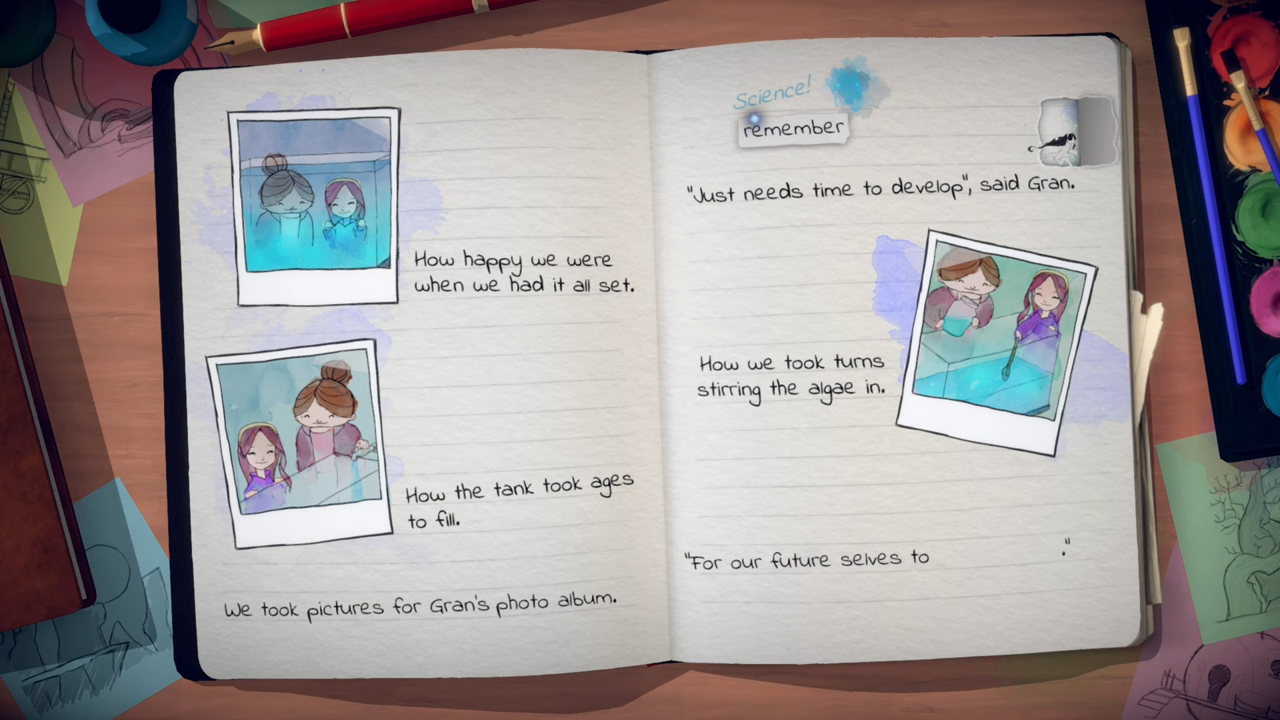 How happy we were
when we had it all set.
How the tank took ages
to fill.
We took pictures for Gran's photo album.
Science!
remember
"Just needs time to develop", said Gran.
How we took turns
stirring the algae in.
"For our future selves to ."